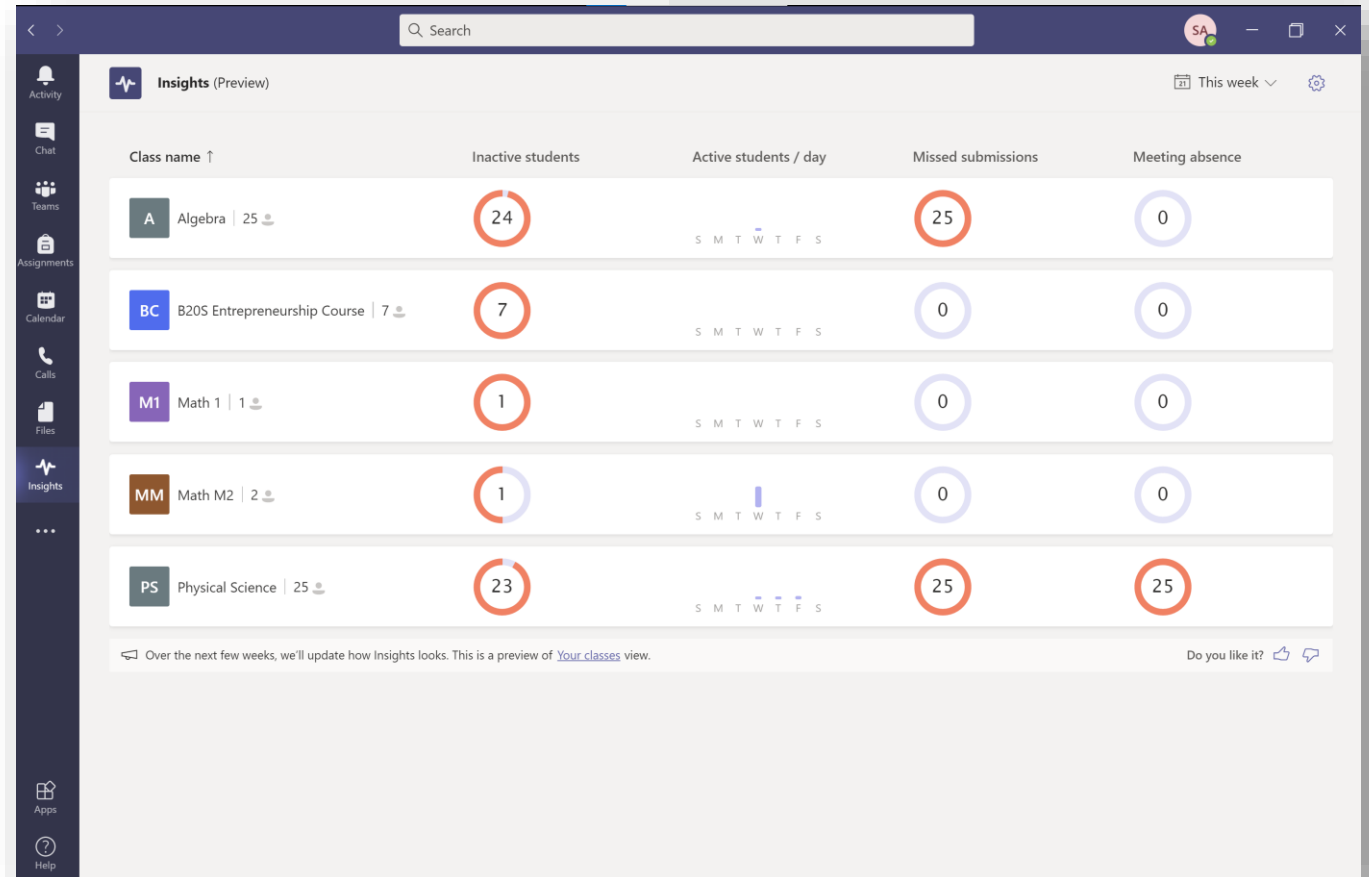 Search
SA
Activity
Insights (Preview)
21 This week
Chat
Class name ↑ Inactive students Active students / day Missed submissions Meeting absence
Teams
A Algebra | 25 24 S M T W T F S 25 0
Assignments
BC B20S Entrepreneurship Course | 7 7 S M T W T F S 0 0
Calendar
Calls
M1 Math 1 | 1 1 S M T W T F S 0 0
Files
Insights
MM Math M2 | 2 1 S M T W T F S 0 0
PS Physical Science | 25 23 S M T W T F S 25 25
Over the next few weeks, we'll update how Insights looks. This is a preview of Your classes view. Do you like it?
Apps
Help